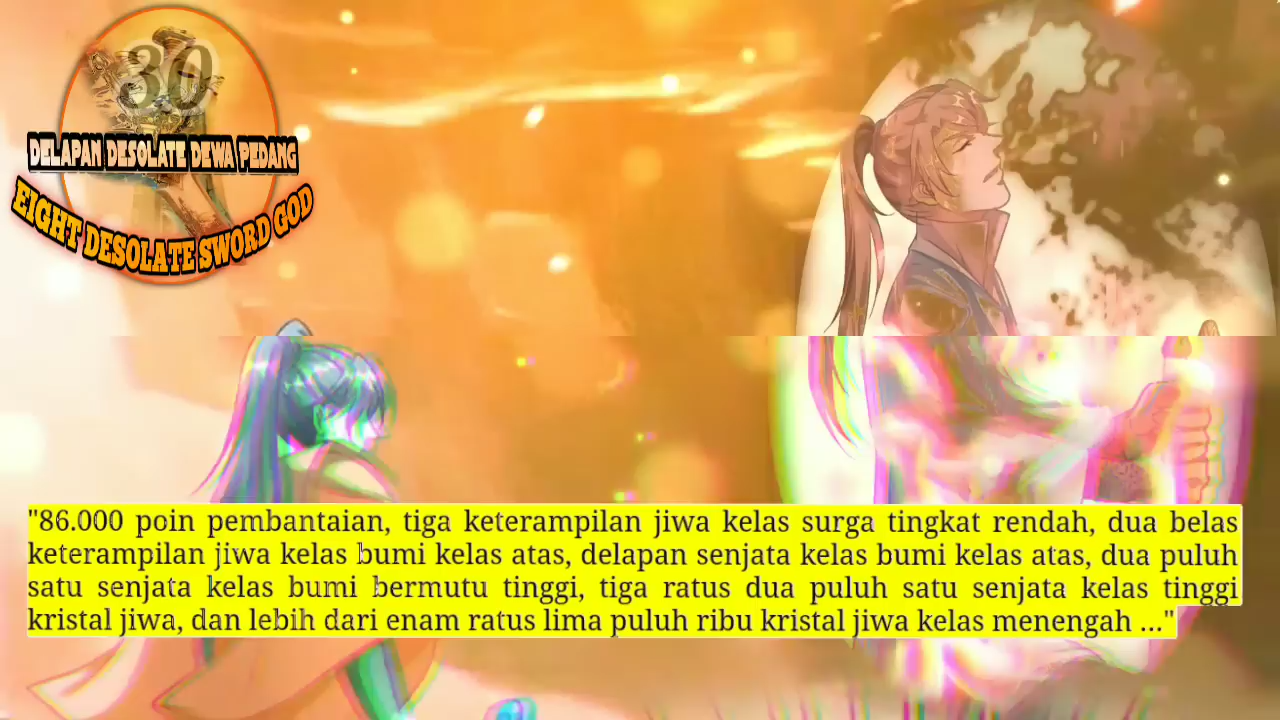 30
DELAPAN DESOLATE DEWA PEDANG
EIGHT DESOLATE SWORD GOD
"86.000 poin pembantaian, tiga keterampilan jiwa kelas surga tingkat rendah, dua belas
keterampilan jiwa kelas bumi kelas atas, delapan senjata kelas bumi kelas atas, dua puluh
satu senjata kelas bumi bermutu tinggi, tiga ratus dua puluh satu senjata kelas tinggi
kristal jiwa, dan lebih dari enam ratus lima puluh ribu kristal jiwa kelas menengah ..."